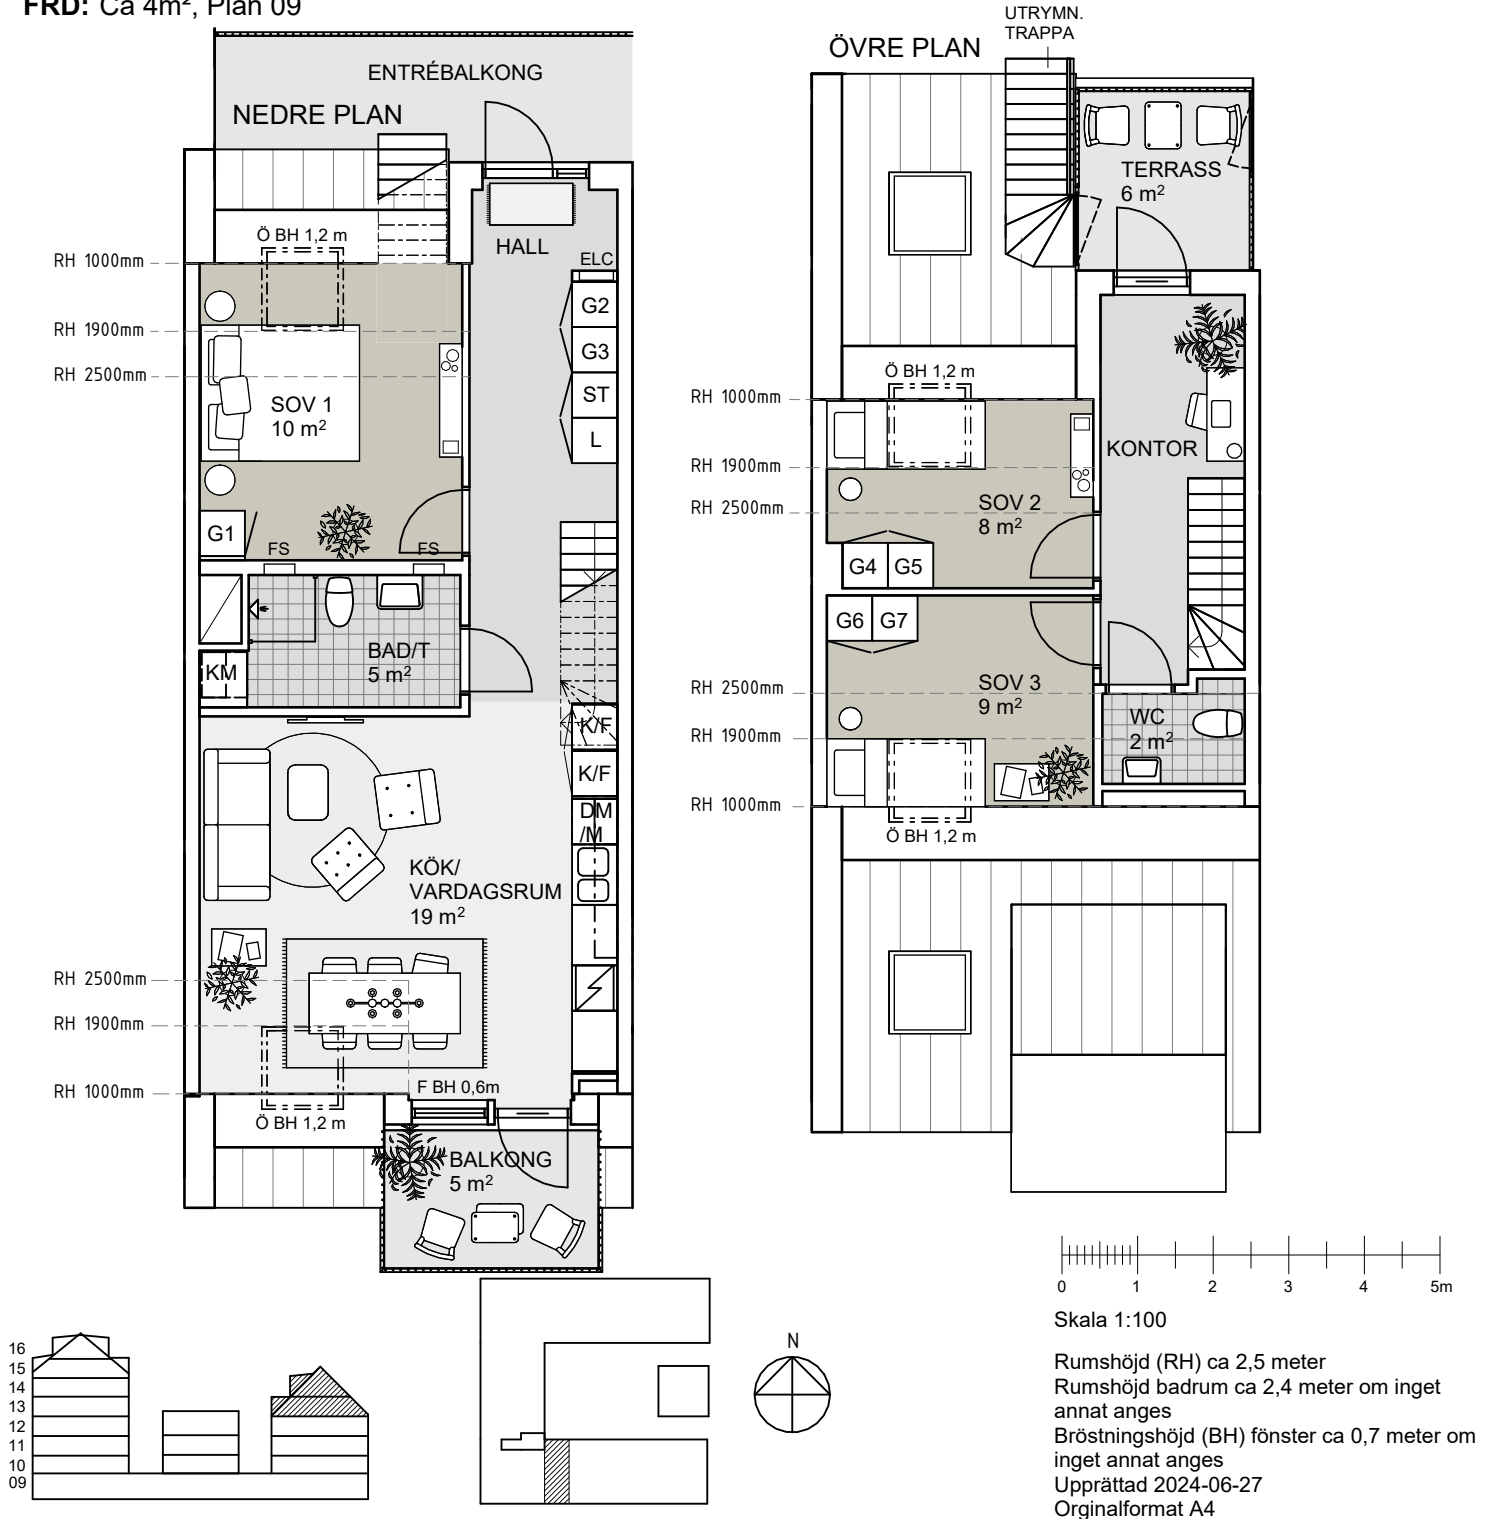 FRD: Ca 4m², Plan 09
ENTRÉBALKONG
NEDRE PLAN
Ö BH 1,2 m
HALL
ELC
RH 1000mm
G2
RH 1900mm
G3
RH 2500mm
ST
SOV 1
10 m²
L
G1
FS
FS
BAD/T
5 m²
KM
K/F
K/F
DM
/M
KÖK/
VARDAGSRUM
19 m²
RH 2500mm
RH 1900mm
RH 1000mm
F BH 0,6m
Ö BH 1,2 m
BALKONG
5 m²
UTRYMN.
TRAPPA
ÖVRE PLAN
TERRASS
6 m²
Ö BH 1,2 m
RH 1000mm
KONTOR
RH 1900mm
SOV 2
8 m²
RH 2500mm
G4
G5
G6
G7
SOV 3
9 m²
RH 2500mm
WC
2 m²
RH 1900mm
RH 1000mm
Ö BH 1,2 m
0 1 2 3 4 5m
Skala 1:100
Rumshöjd (RH) ca 2,5 meter
Rumshöjd badrum ca 2,4 meter om inget
annat anges
Bröstningshöjd (BH) fönster ca 0,7 meter om
inget annat anges
Upprättad 2024-06-27
Orginalformat A4
N
16
15
14
13
12
11
10
09